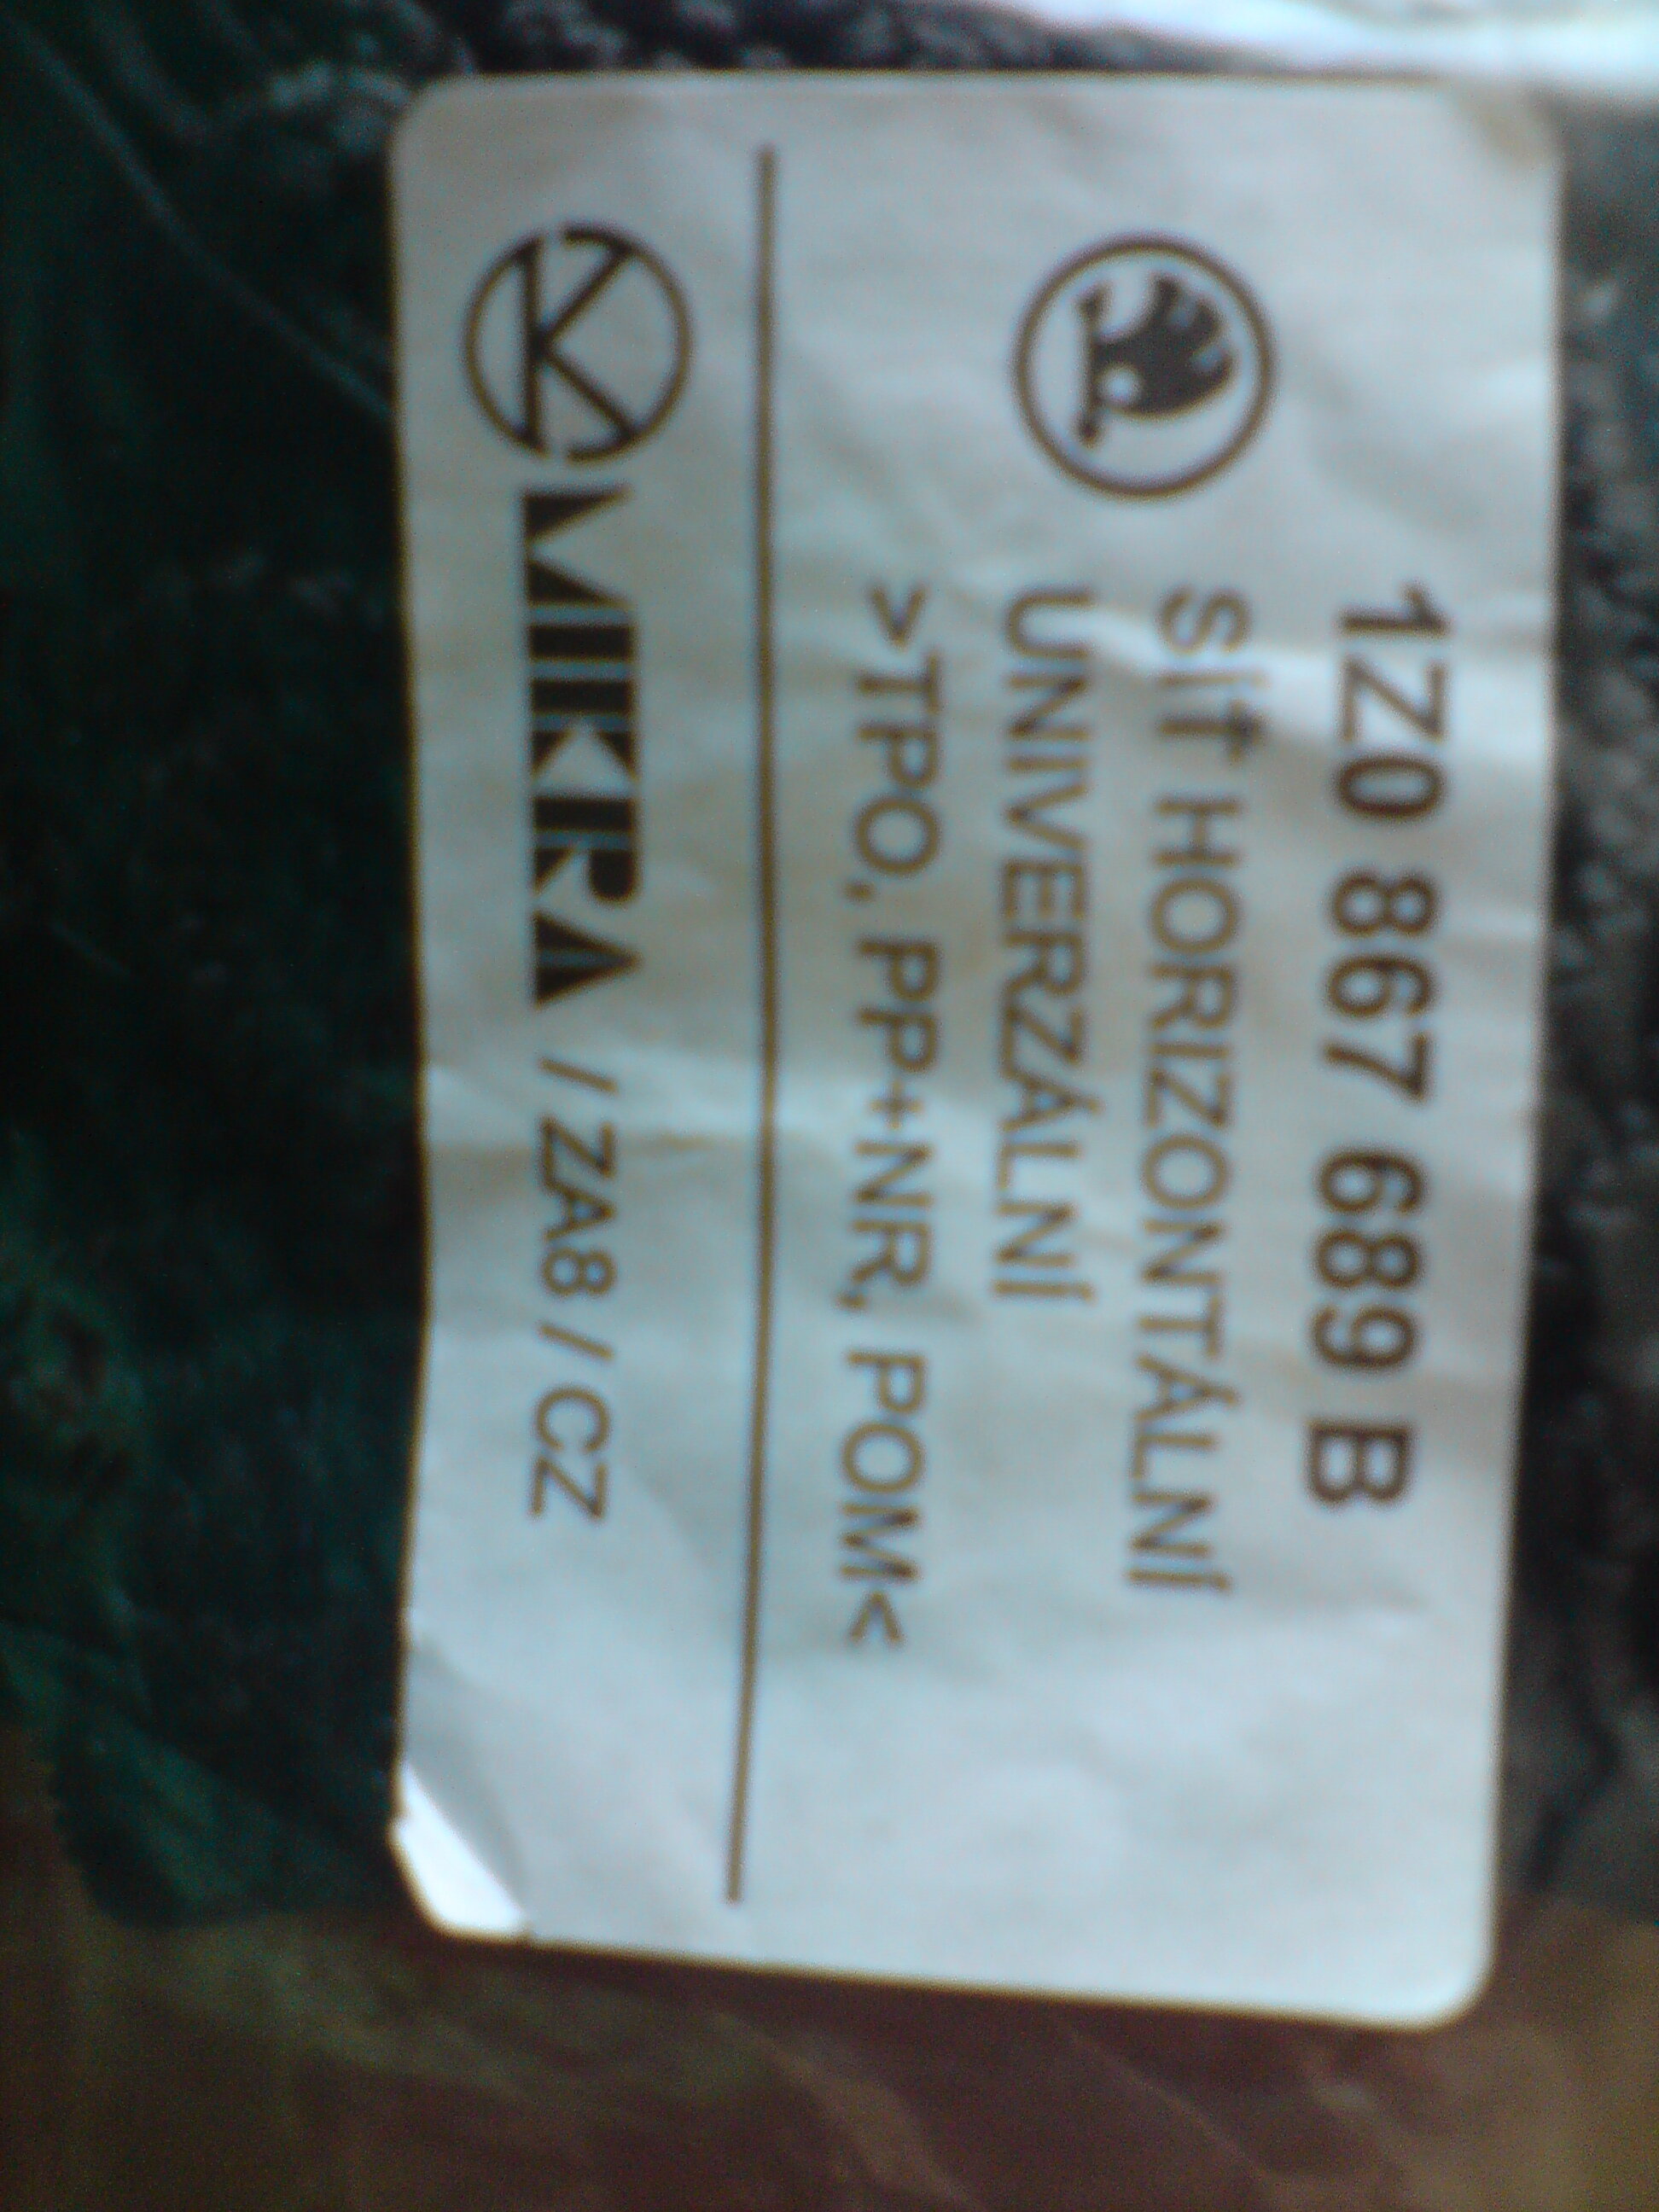 1Z0 867 689 B
SÍŤ HORIZONTÁLNÍ
UNIVERZÁLNÍ
>TPO, PP+NR, POM<
MIKRA / ZA8 / CZ